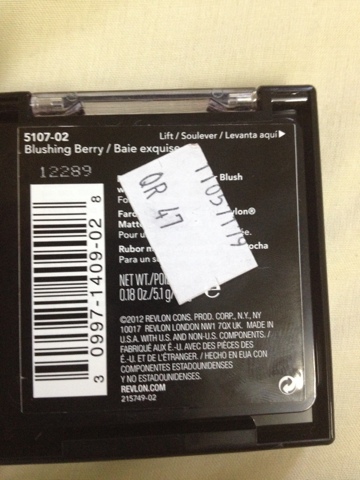 5107-02
Lift / Soulever / Levanta aquí
Blushing Berry / Baie exquise
12289
11051719
QR 47
Blush
Matte
Pour u
Rubor m
Para un s
NET WT./
0.18 Oz./5.1 g e
©2012 REVLON CONS. PROD. CORP., N.Y., NY
10017 REVLON LONDON NW1 7QX UK. MADE IN
U.S.A. WITH U.S. AND NON-U.S. COMPONENTS. /
FABRIQUÉ AUX É.-U. AVEC DES PIÈCES DES
É.-U. ET DE L'ÉTRANGER. / HECHO EN EUA CON
COMPONENTES ESTADOUNIDENSES
Y NO ESTADOUNIDENSES.
REVLON.COM
215749-02
3 0997-1409-02 8